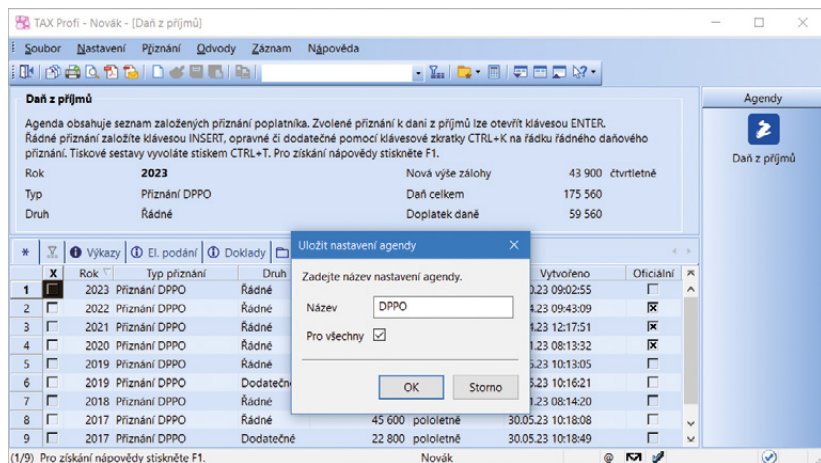 TAX Profi - Novák - [Daň z příjmů]
Soubor Nastavení Přiznání Odvody Záznam Nápověda
Daň z příjmů
Agenda obsahuje seznam založených přiznání poplatníka. Zvolené přiznání k dani z příjmů lze otevřít klávesou ENTER.
Řádné přiznání založíte klávesou INSERT, opravné či dodatečné pomocí klávesové zkratky CTRL+K na řádku řádného daňového
přiznání. Tiskové sestavy vyvoláte stiskem CTRL+T. Pro získání nápovědy stiskněte F1.
Rok 2023 Nová výše zálohy 43 900 čtvrtletně
Typ Přiznání DPPO Daň celkem 175 560
Druh Řádné Doplatek daně 59 560
Agendy
Daň z příjmů
* Výkazy El. podání Doklady
X Rok Typ přiznání Druh Vytvořeno Oficiální
1 2023 Přiznání DPPO Řádné .23 09:02:55
2 2022 Přiznání DPPO Řádné .23 09:43:09
3 2021 Přiznání DPPO Řádné .23 12:17:51
4 2020 Přiznání DPPO Řádné .23 08:13:32
5 2019 Přiznání DPPO Řádné .23 10:13:05
6 2019 Přiznání DPPO Dodatečn .23 10:16:21
7 2018 Přiznání DPPO Řádné .23 08:14:20
8 2017 Přiznání DPPO Řádné 45 600 pololetně 30.05.23 10:18:08
9 2017 Přiznání DPPO Dodatečné 22 800 pololetně 30.05.23 10:18:49
Uložit nastavení agendy
Zadejte název nastavení agendy.
Název DPPO
Pro všechny
OK Storno
(1/9) Pro získání nápovědy stiskněte F1. Novák @